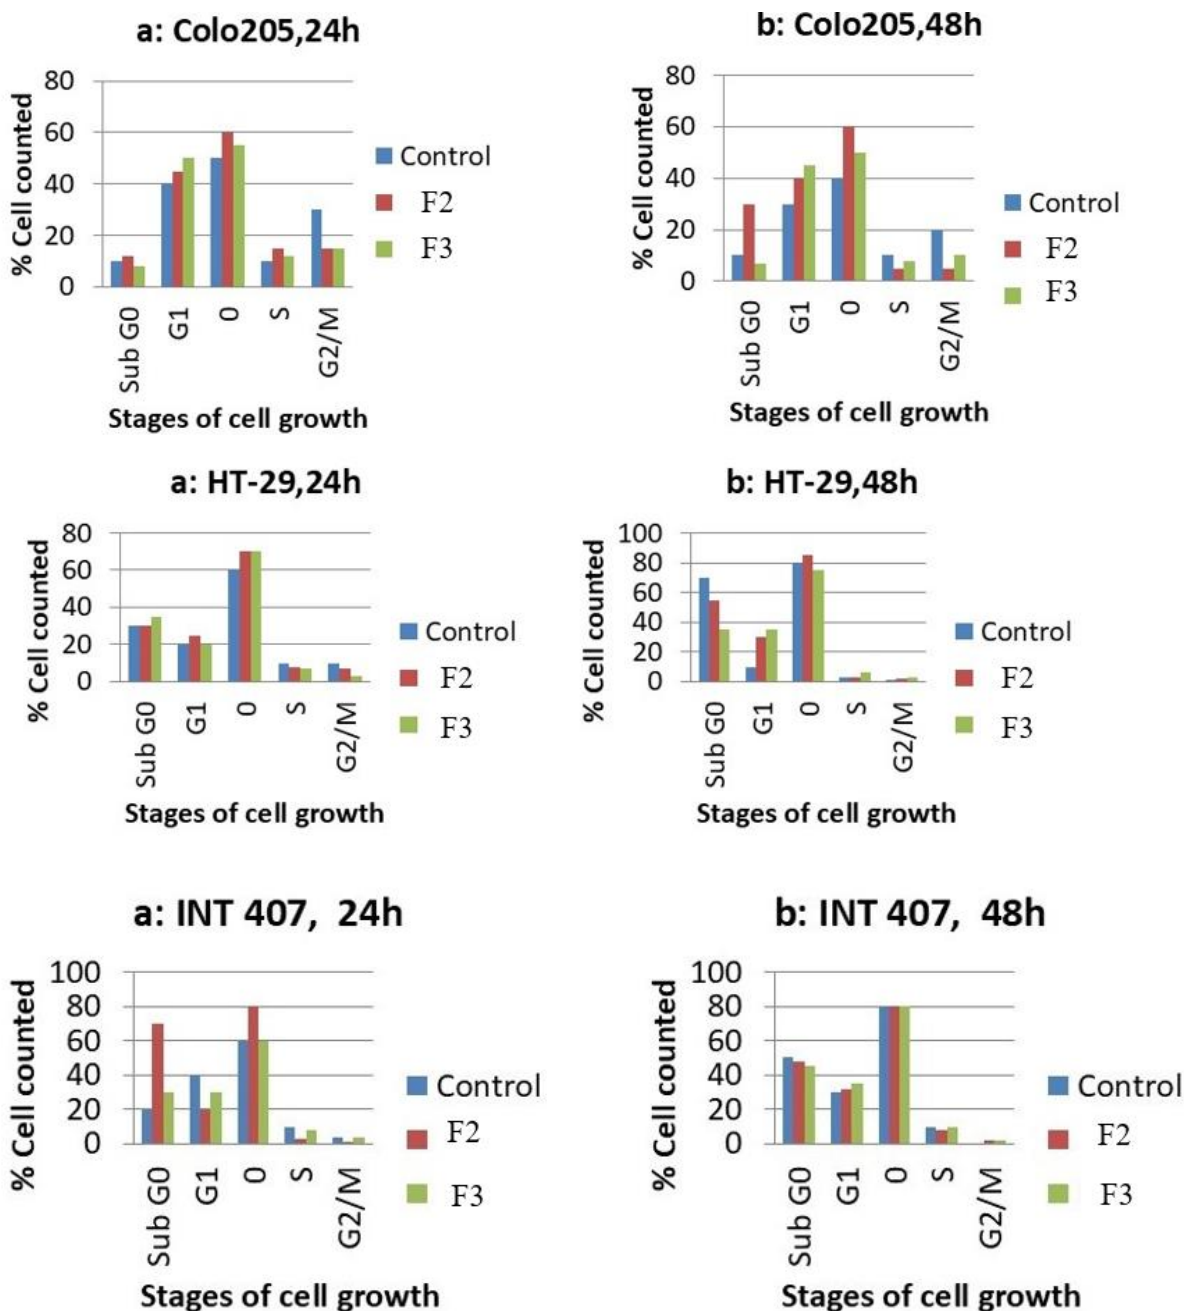 a: Colo205,24h
% Cell counted
80
60
40
20
0
Sub G0
G1
0
S
G2/M
Stages of cell growth
Control
F2
F3
b: Colo205,48h
% Cell counted
80
60
40
20
0
Sub G0
G1
0
S
G2/M
Stages of cell growth
Control
F2
F3
a: HT-29,24h
% Cell counted
80
60
40
20
0
Sub G0
G1
0
S
G2/M
Stages of cell growth
Control
F2
F3
b: HT-29,48h
% Cell counted
100
80
60
40
20
0
Sub G0
G1
0
S
G2/M
Stages of cell growth
Control
F2
F3
a: INT 407, 24h
% Cell counted
100
80
60
40
20
0
Sub G0
G1
0
S
G2/M
Stages of cell growth
Control
F2
F3
b: INT 407, 48h
% Cell counted
100
80
60
40
20
0
Sub G0
G1
0
S
G2/M
Stages of cell growth
Control
F2
F3